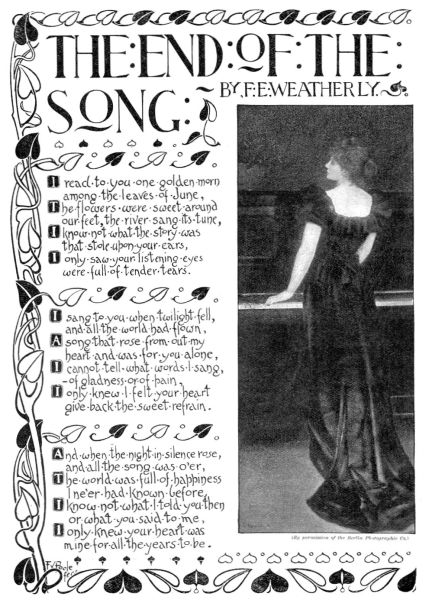 THE:END:OF:THE:
SONG:
~BY.F.E.WEATHERLY.
I read to you one golden morn
among the leaves of June,
The flowers were sweet around
our feet, the river sang its tune,
I know not what the story was
that stole upon your ears,
I only saw your listening eyes
were full of tender tears.
I sang to you when twilight fell,
and all the world had flown,
A song that rose from out my
heart and was for you alone,
I cannot tell what words I sang,
of gladness or of pain,
I only knew I felt your heart
give back the sweet refrain.
And when the night in silence rose,
and all the song was o'er,
The world was full of happiness
I ne'er had known before,
I know not what I told you then
or what you said to me,
I only knew your heart was
mine for all the years to be.
(By permission of the Berlin Photographic Co.)